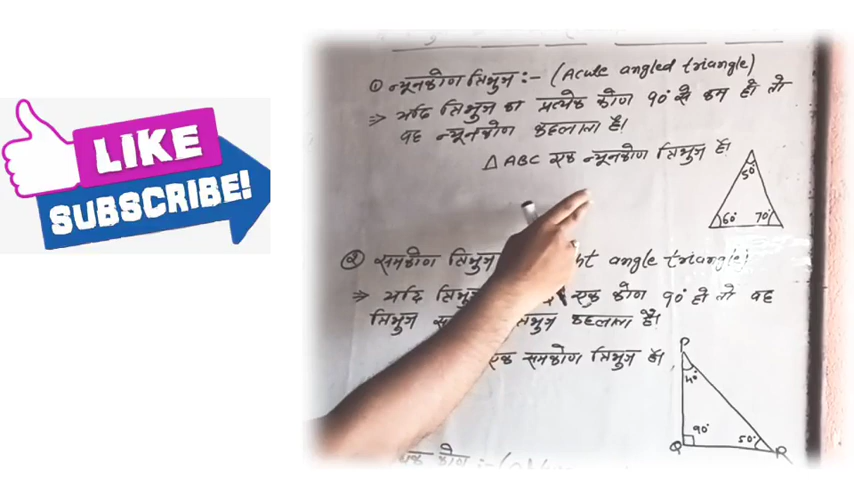 LIKE
SUBSCRIBE!
① न्यूनकोण त्रिभुज :- (Acute angled triangle)
⇒ यदि त्रिभुज का प्रत्येक कोण 90° से कम हो तो
वह न्यूनकोण कहलाता है।
△ ABC एक न्यूनकोण त्रिभुज है।
50°
60° 70°
② समकोण त्रिभुज angle triangle)
⇒ यदि एक कोण 90° हो तो वह
त्रिभुज त्रिभुज कहलाता है।
एक समकोण त्रिभुज है।
P
90°
50°
Q R
कोण :-